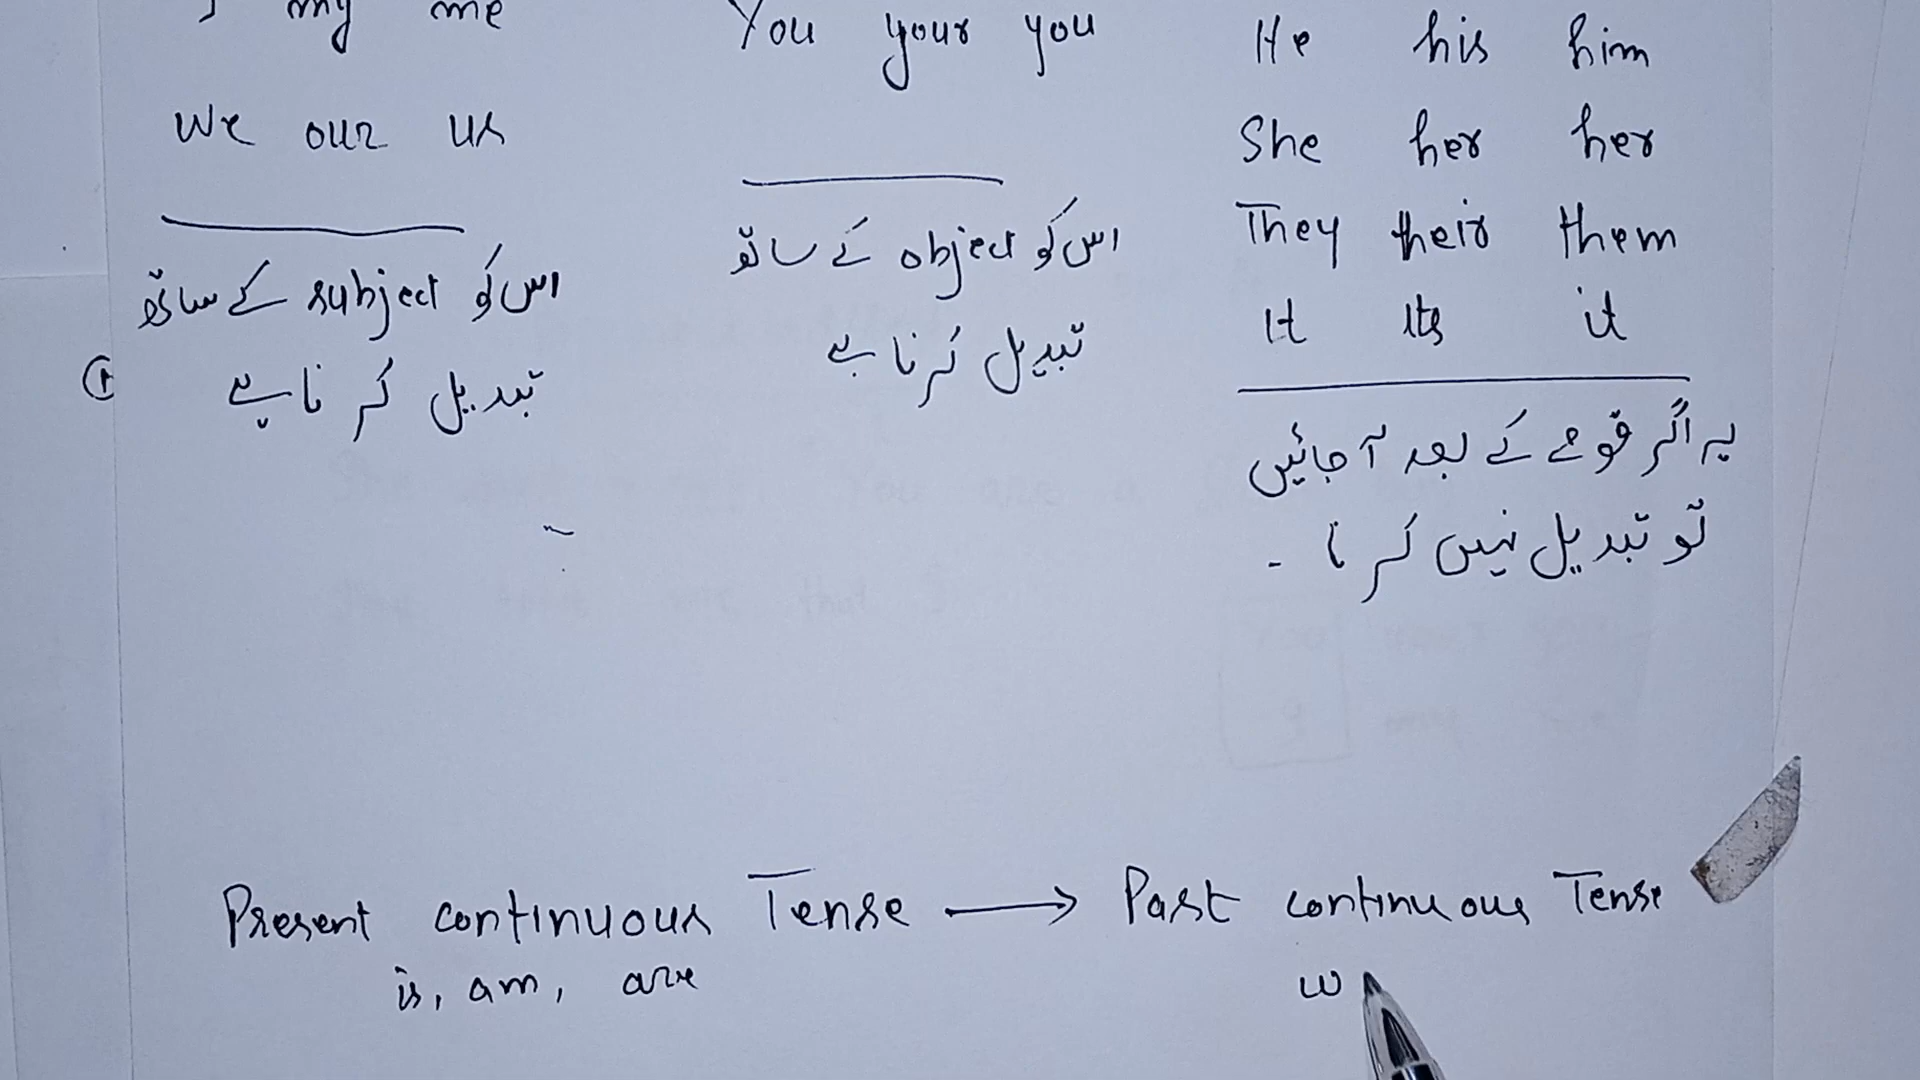 I my me
We our us
اس کو subject کے ساتھ
تبدیل کرنا ہے
You your you
اس کو object کے ساتھ
تبدیل کرنا ہے
He his him
She her her
They their them
It Its it
یہ اگر قومے کے بعد آ جائیں
تو تبدیل نہیں کرنا -
Present continuous Tense → Past continuous Tense
is, am, are
w